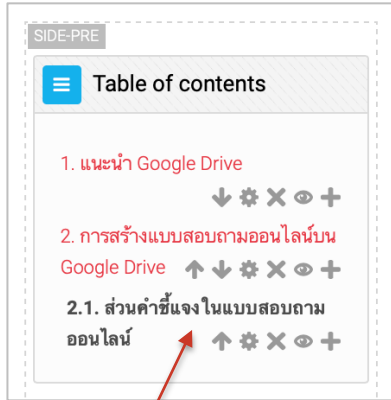 SIDE-PRE
Table of contents
1. แนะนำ Google Drive
2. การสร้างแบบสอบถามออนไลน์บน
Google Drive
2.1. ส่วนคำชี้แจงในแบบสอบถาม
ออนไลน์